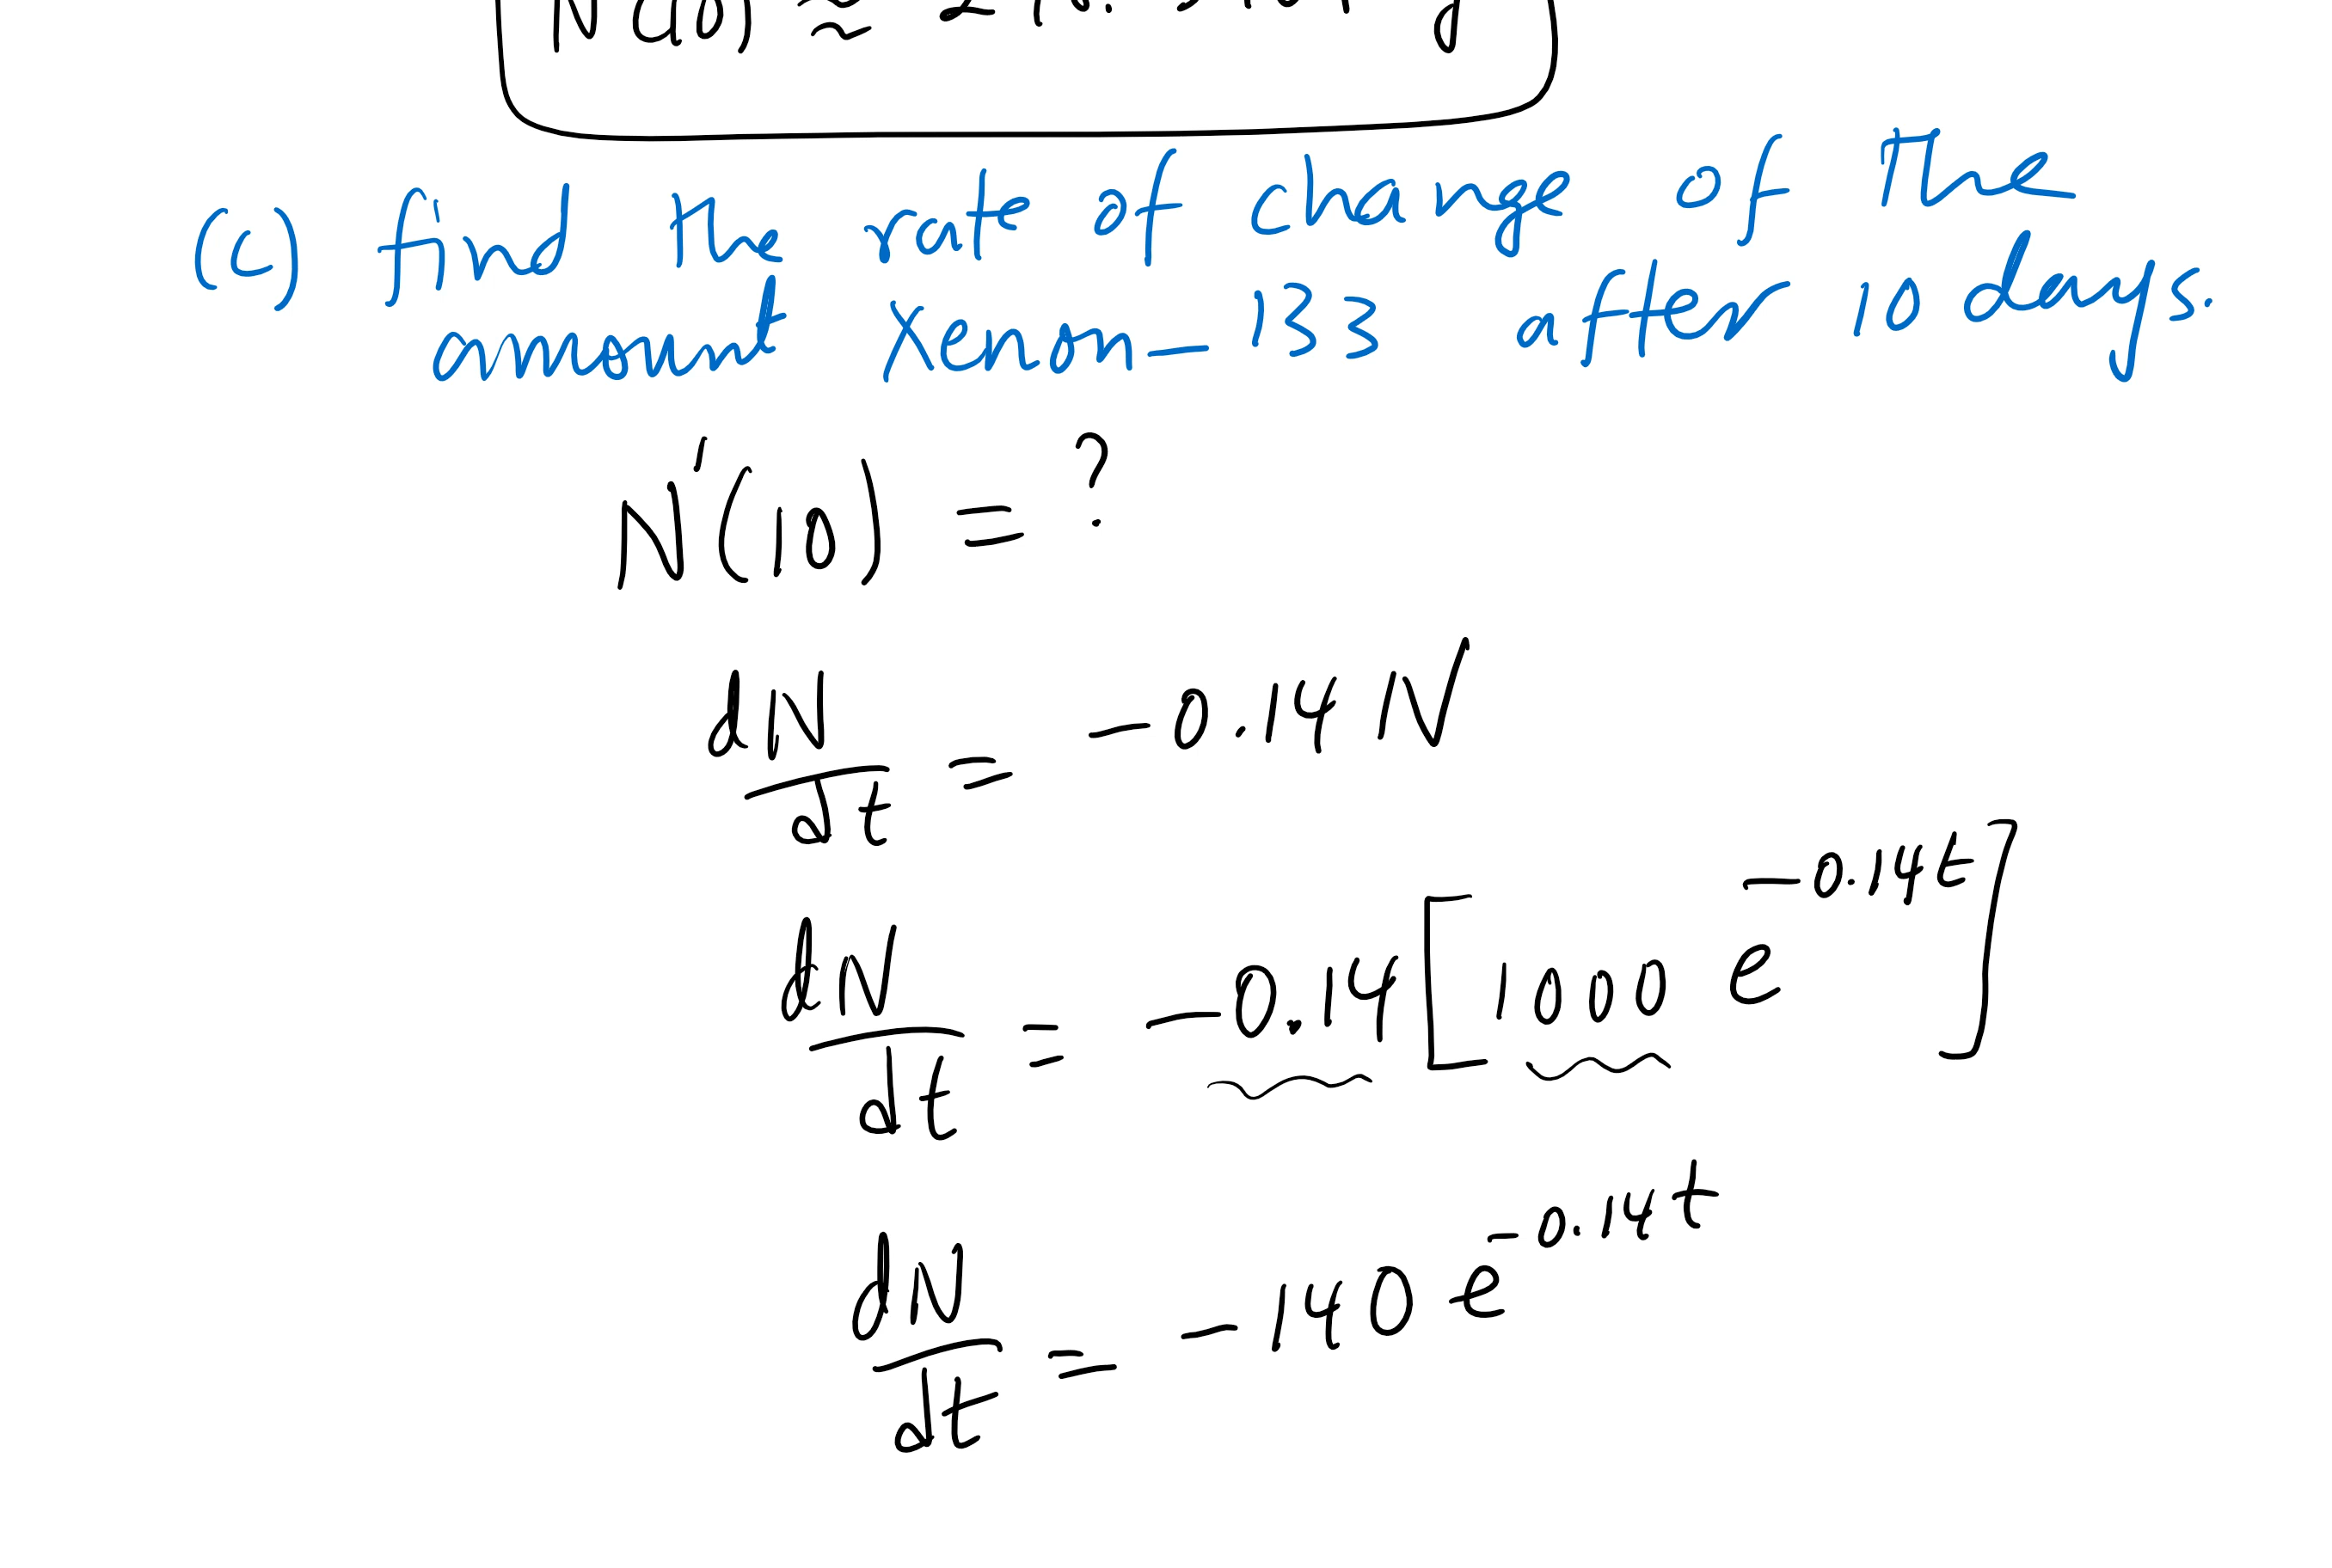 (c) find the rate of change of the
amount Xenon-133 after 10 days.
N'(10) = ?
dN/dt = -0.14 N
dN/dt = -0.14 [1000 e^{-0.14t}]
dN/dt = -140 e^{-0.14t}